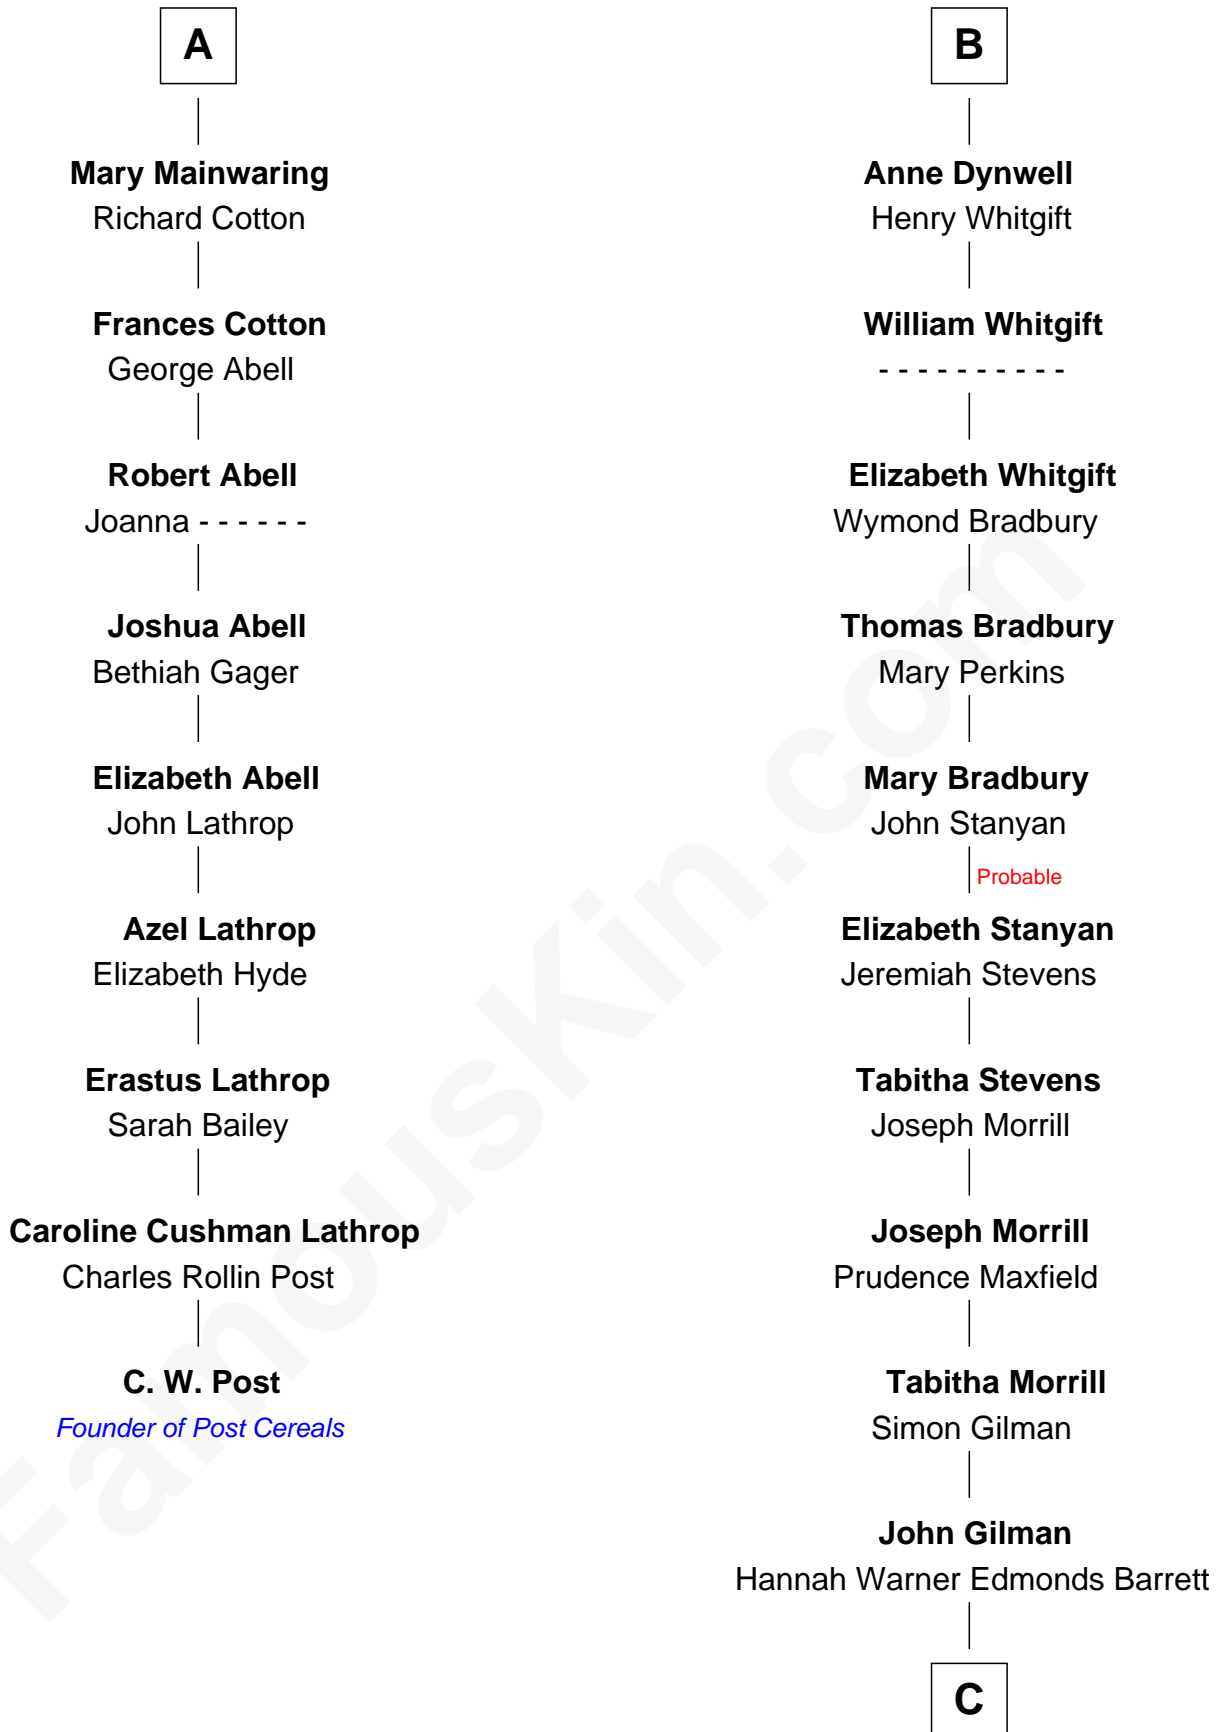 A
Mary Mainwaring
Richard Cotton
Frances Cotton
George Abell
Robert Abell
Joanna - - - - - -
Joshua Abell
Bethiah Gager
Elizabeth Abell
John Lathrop
Azel Lathrop
Elizabeth Hyde
Erastus Lathrop
Sarah Bailey
Caroline Cushman Lathrop
Charles Rollin Post
C. W. Post
Founder of Post Cereals
B
Anne Dynwell
Henry Whitgift
William Whitgift
- - - - - - - - - -
Elizabeth Whitgift
Wymond Bradbury
Thomas Bradbury
Mary Perkins
Mary Bradbury
John Stanyan
Probable
Elizabeth Stanyan
Jeremiah Stevens
Tabitha Stevens
Joseph Morrill
Joseph Morrill
Prudence Maxfield
Tabitha Morrill
Simon Gilman
John Gilman
Hannah Warner Edmonds Barrett
C
FamousKin.com